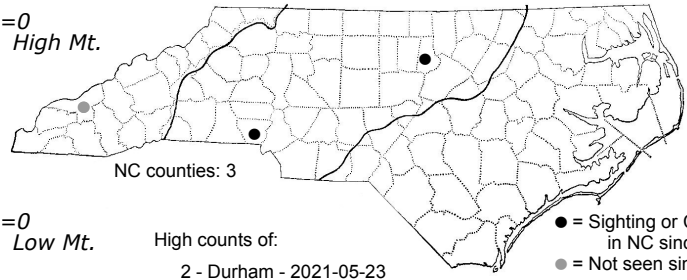 =0
High Mt.
NC counties: 3
=0
Low Mt.
High counts of:
2 - Durham - 2021-05-23
= Sighting or
in NC sinc
= Not seen sin